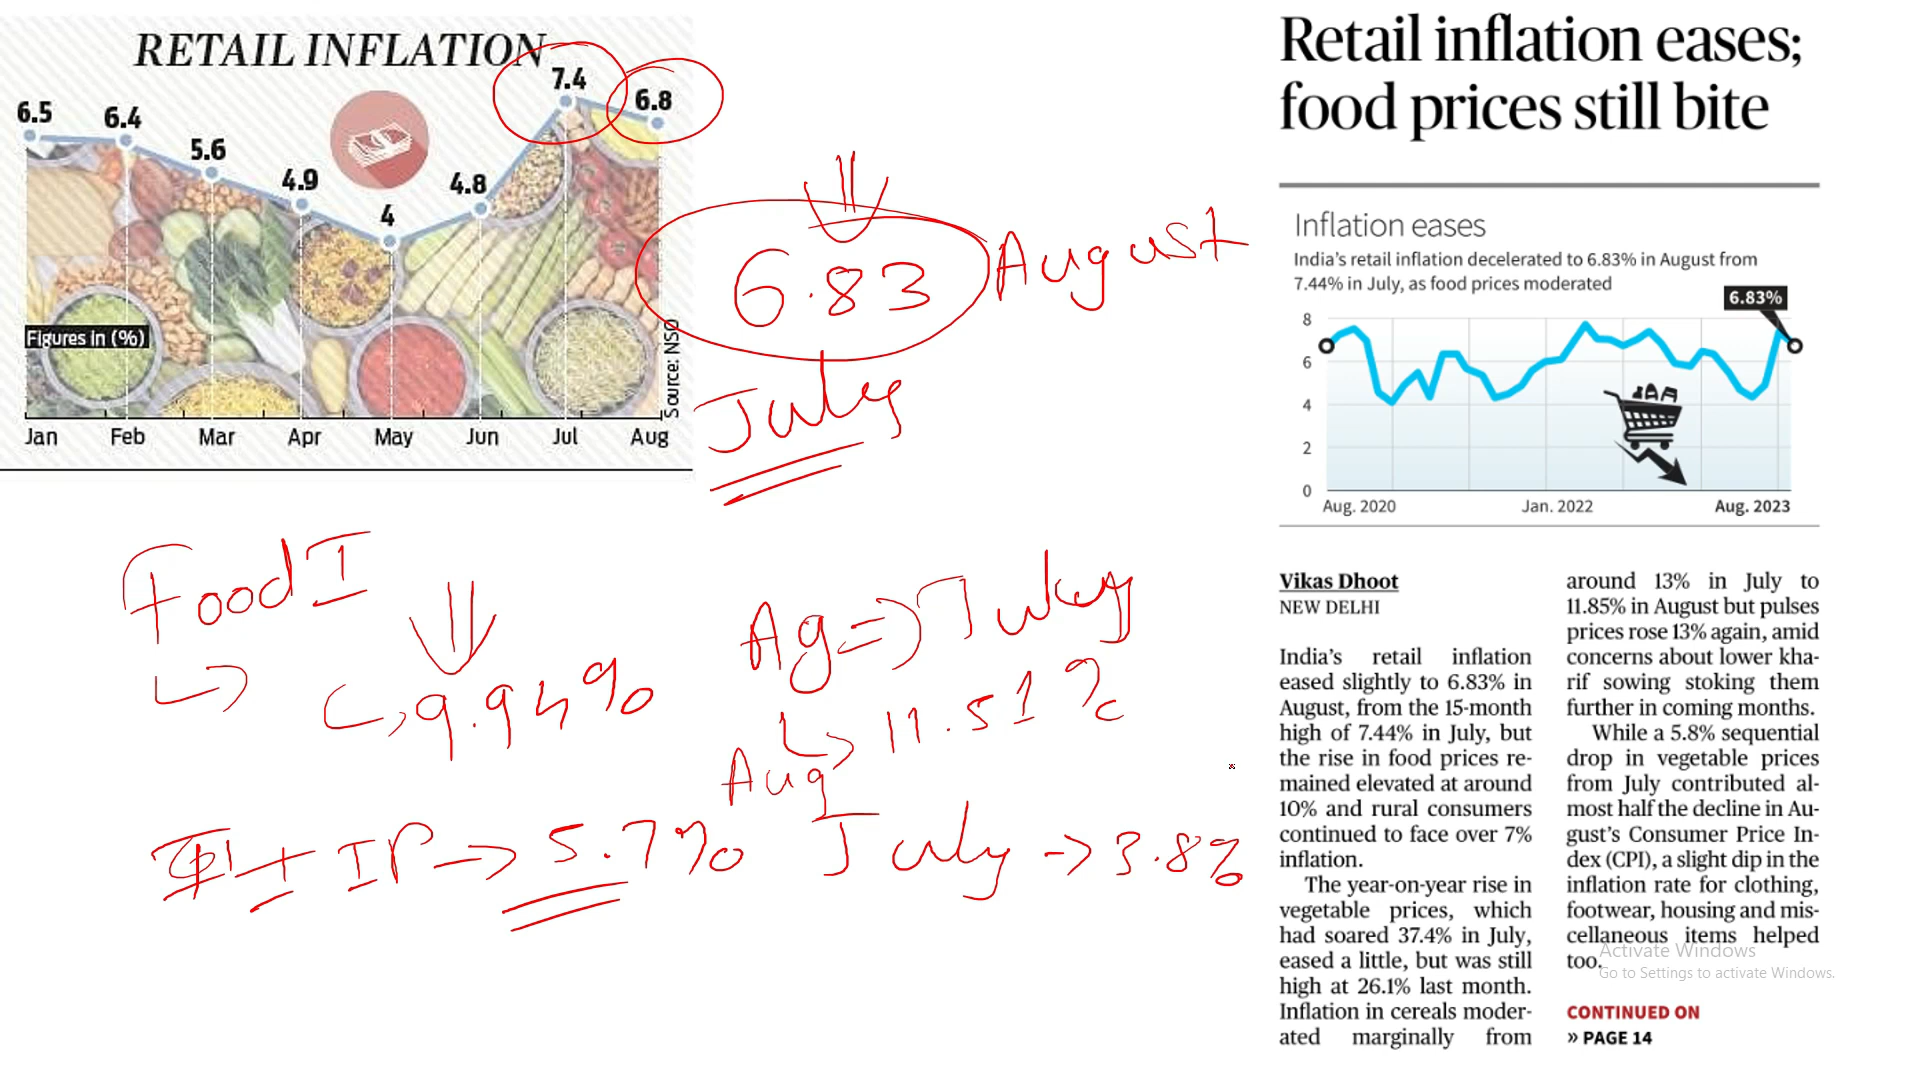 RETAIL INFLATION
6.5
6.4
5.6
4.9
4
4.8
7.4
6.8
Figures in (%)
Source: NSO
Jan Feb Mar Apr May Jun Jul Aug
6.83
August
July
Food I
9.94%
Ag => July
11.51%
Aug
IP -> 5.7%
July -> 3.8%
Retail inflation eases;
food prices still bite
Inflation eases
India's retail inflation decelerated to 6.83% in August from
7.44% in July, as food prices moderated
6.83%
8
6
4
2
0
Aug. 2020 Jan. 2022 Aug. 2023
Vikas Dhoot
NEW DELHI
India's retail inflation
eased slightly to 6.83% in
August, from the 15-month
high of 7.44% in July, but
the rise in food prices re-
mained elevated at around
10% and rural consumers
continued to face over 7%
inflation.
The year-on-year rise in
vegetable prices, which
had soared 37.4% in July,
eased a little, but was still
high at 26.1% last month.
Inflation in cereals moder-
ated marginally from
around 13% in July to
11.85% in August but pulses
prices rose 13% again, amid
concerns about lower kha-
rif sowing stoking them
further in coming months.
While a 5.8% sequential
drop in vegetable prices
from July contributed al-
most half the decline in Au-
gust's Consumer Price In-
dex (CPI), a slight dip in the
inflation rate for clothing,
footwear, housing and mis-
cellaneous items helped
too.
Activate Windows
Go to Settings to activate Windows.
CONTINUED ON
» PAGE 14